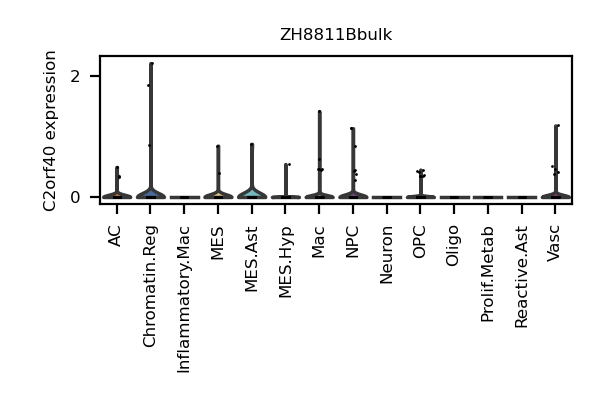 ZH8811Bbulk
C2orf40 expression
2
0
AC
Chromatin.Reg
Inflammatory.Mac
MES
MES.Ast
MES.Hyp
Mac
NPC
Neuron
OPC
Oligo
Prolif.Metab
Reactive.Ast
Vasc